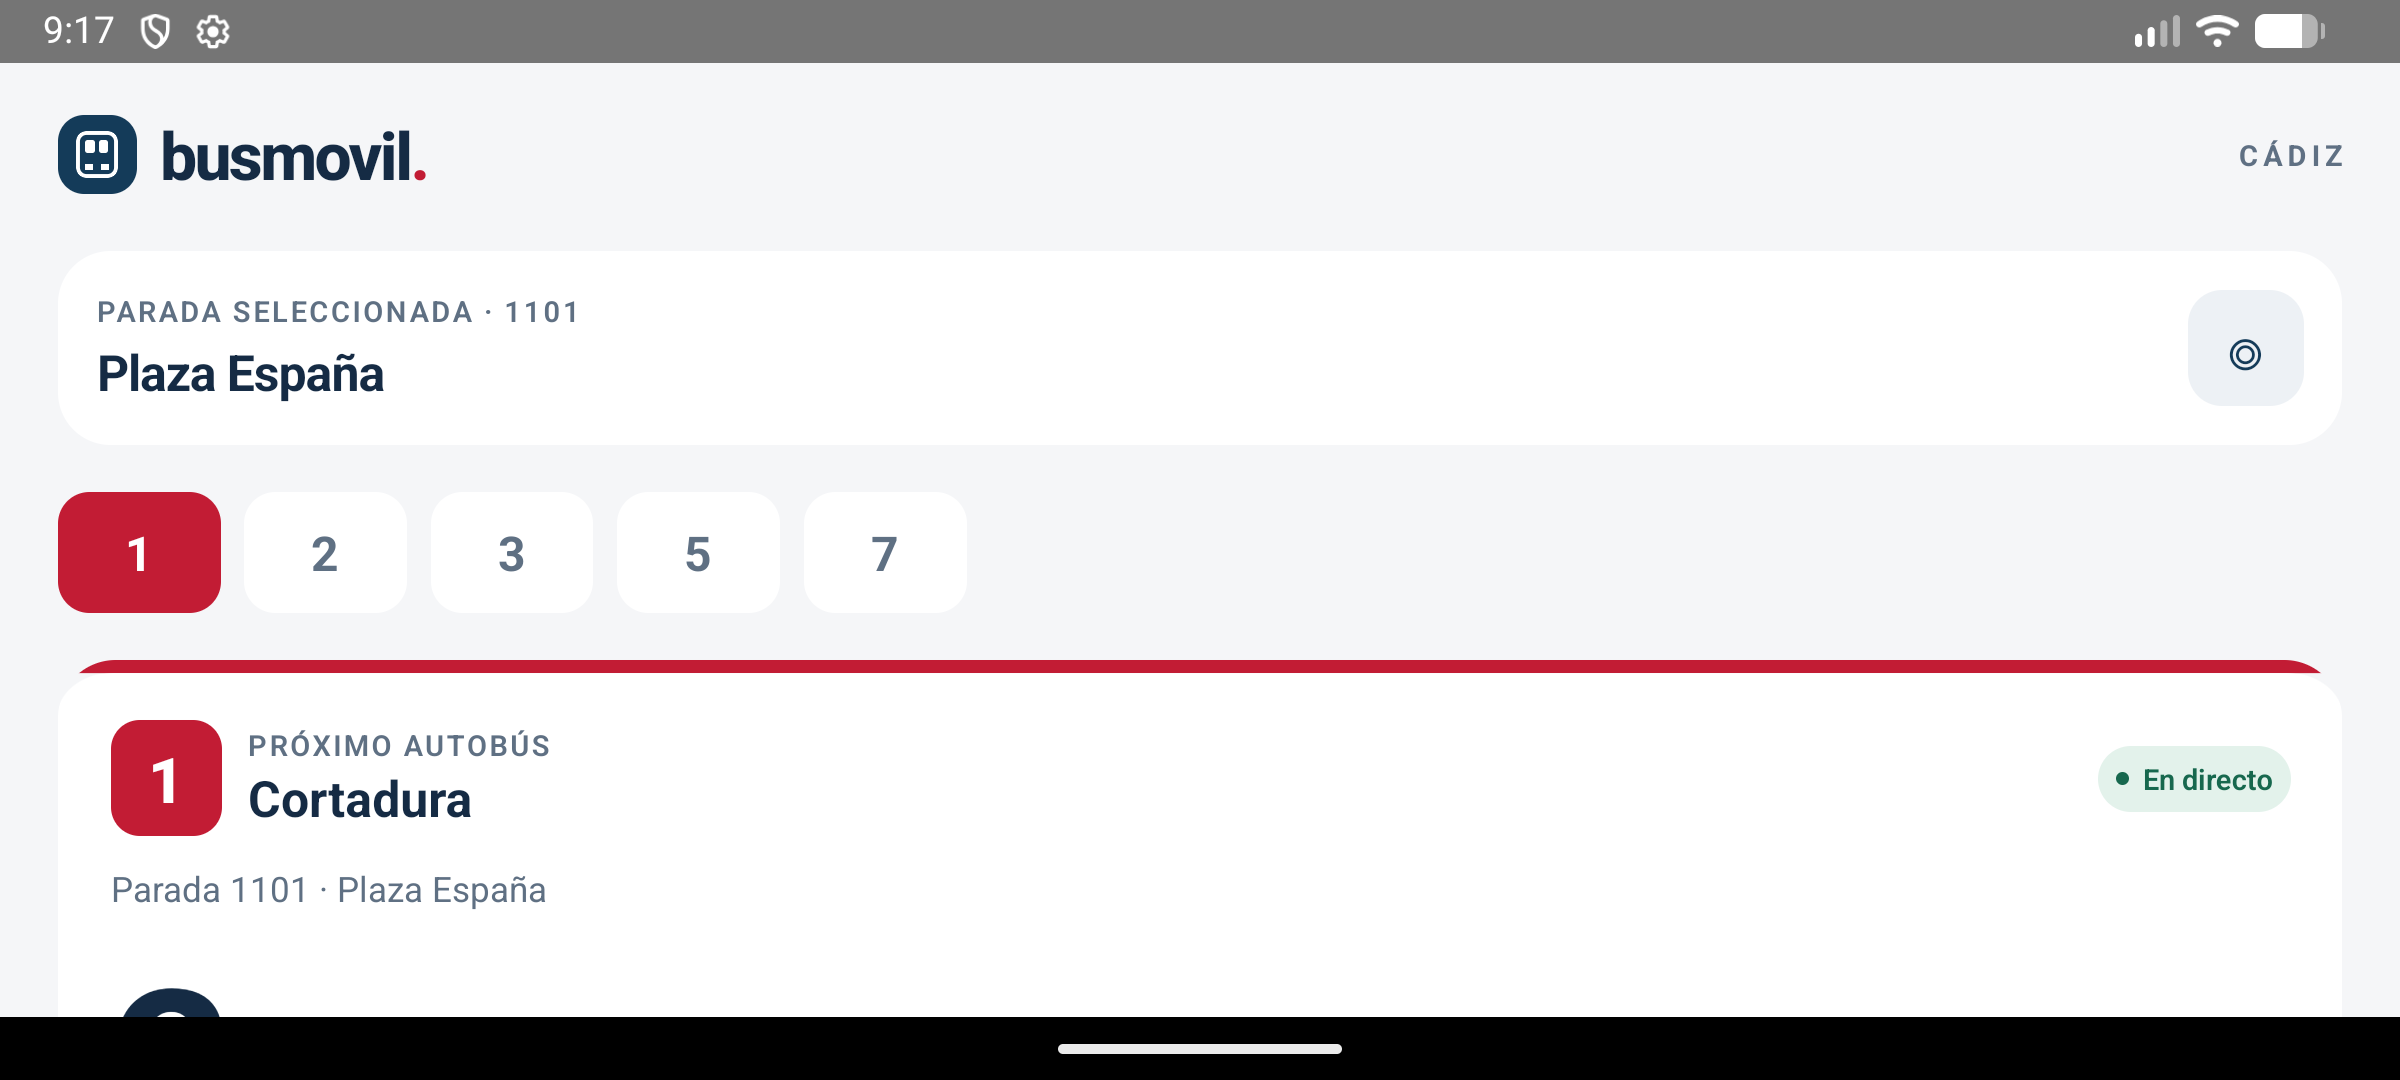 9:17
busmovil.
CÁDIZ
PARADA SELECCIONADA · 1101
Plaza España
1
2
3
5
7
1
PRÓXIMO AUTOBÚS
Cortadura
En directo
Parada 1101 · Plaza España